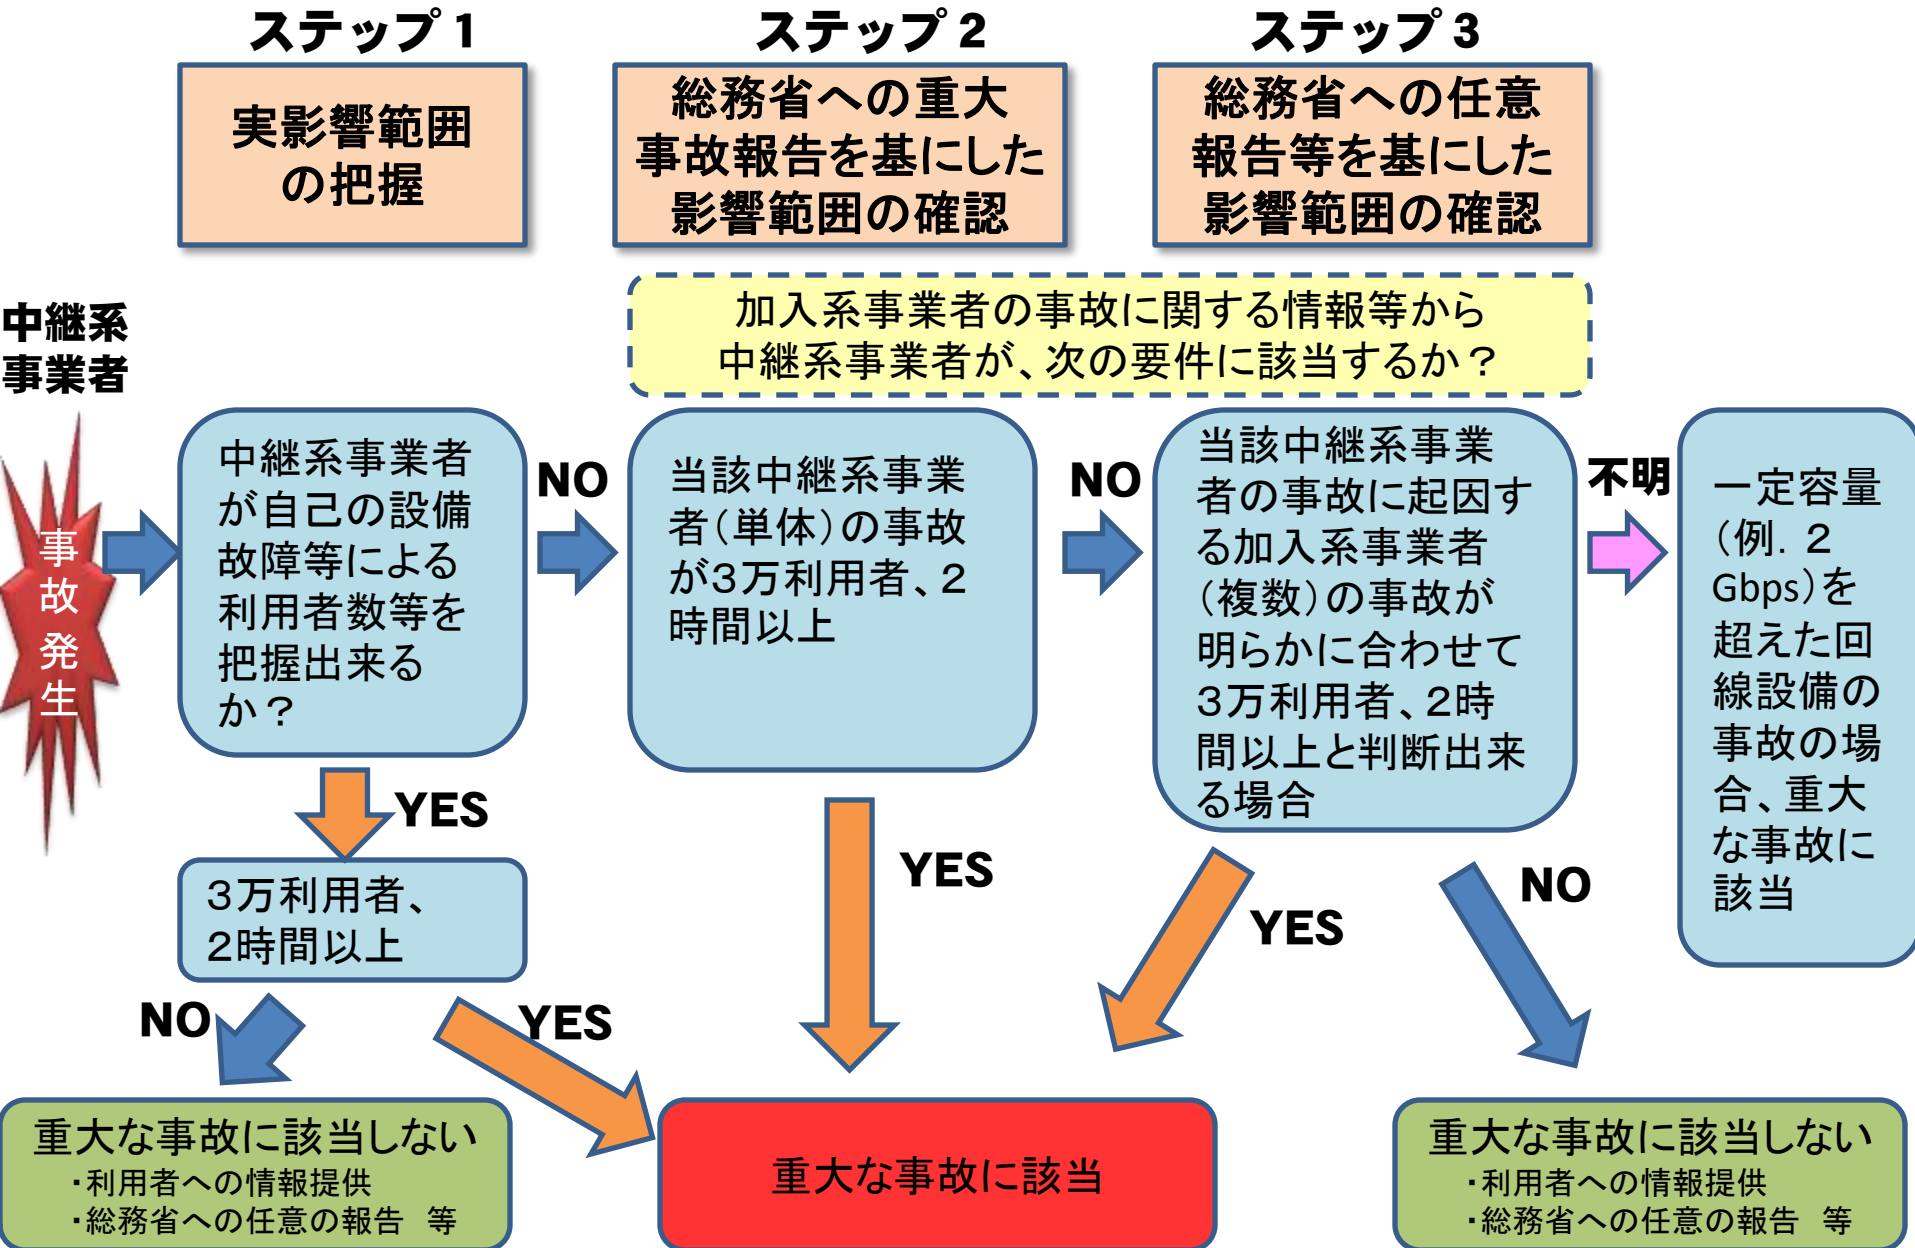 ステップ１
ステップ２
ステップ３
実影響範囲
の把握
総務省への重大
事故報告を基にした
影響範囲の確認
総務省への任意
報告等を基にした
影響範囲の確認
加入系事業者の事故に関する情報等から
中継系事業者が、次の要件に該当するか？
中継系
事業者
事故発生
中継系事業者
が自己の設備
故障等による
利用者数等を
把握出来る
か？
NO
当該中継系事業
者（単体）の事故
が３万利用者、２
時間以上
NO
当該中継系事業
者の事故に起因す
る加入系事業者
（複数）の事故が
明らかに合わせて
３万利用者、２時
間以上と判断出来
る場合
不明
一定容量
（例．２
Gbps）を
超えた回
線設備の
事故の場
合、重大
な事故に
該当
YES
３万利用者、
２時間以上
YES
YES
NO
NO
YES
重大な事故に該当しない
・利用者への情報提供
・総務省への任意の報告　等
重大な事故に該当
重大な事故に該当しない
・利用者への情報提供
・総務省への任意の報告　等